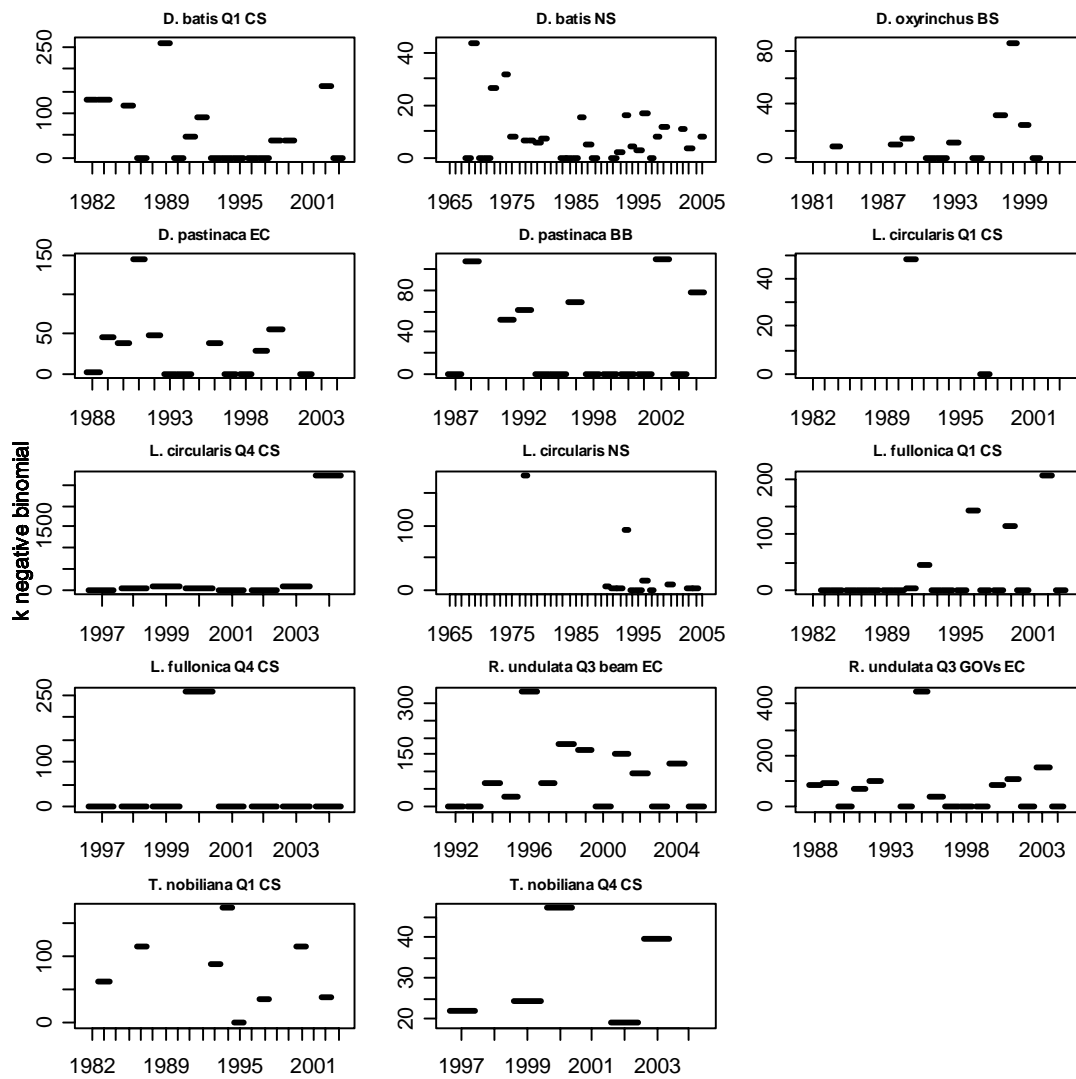 D. batis Q1 CS
D. batis NS
D. oxyrinchus BS
250
100
0
1982 1989 1995 2001
40
20
0
1965 1975 1985 1995 2005
80
40
0
1981 1987 1993 1999
D. pastinaca EC
D. pastinaca BB
L. circularis Q1 CS
150
50
0
1988 1993 1998 2003
80
40
0
1987 1992 1998 2002
50
40
20
0
1982 1989 1995 2001
k negative binomial
L. circularis Q4 CS
L. circularis NS
L. fullonica Q1 CS
1500
0
1997 1999 2001 2003
100
0
1965 1975 1985 1995 2005
200
100
0
1982 1989 1995 2001
L. fullonica Q4 CS
R. undulata Q3 beam EC
R. undulata Q3 GOVs EC
250
100
0
1997 1999 2001 2003
300
150
0
1992 1996 2000 2004
400
200
0
1988 1993 1998 2003
T. nobiliana Q1 CS
T. nobiliana Q4 CS
100
0
1982 1989 1995 2001
40
30
20
1997 1999 2001 2003